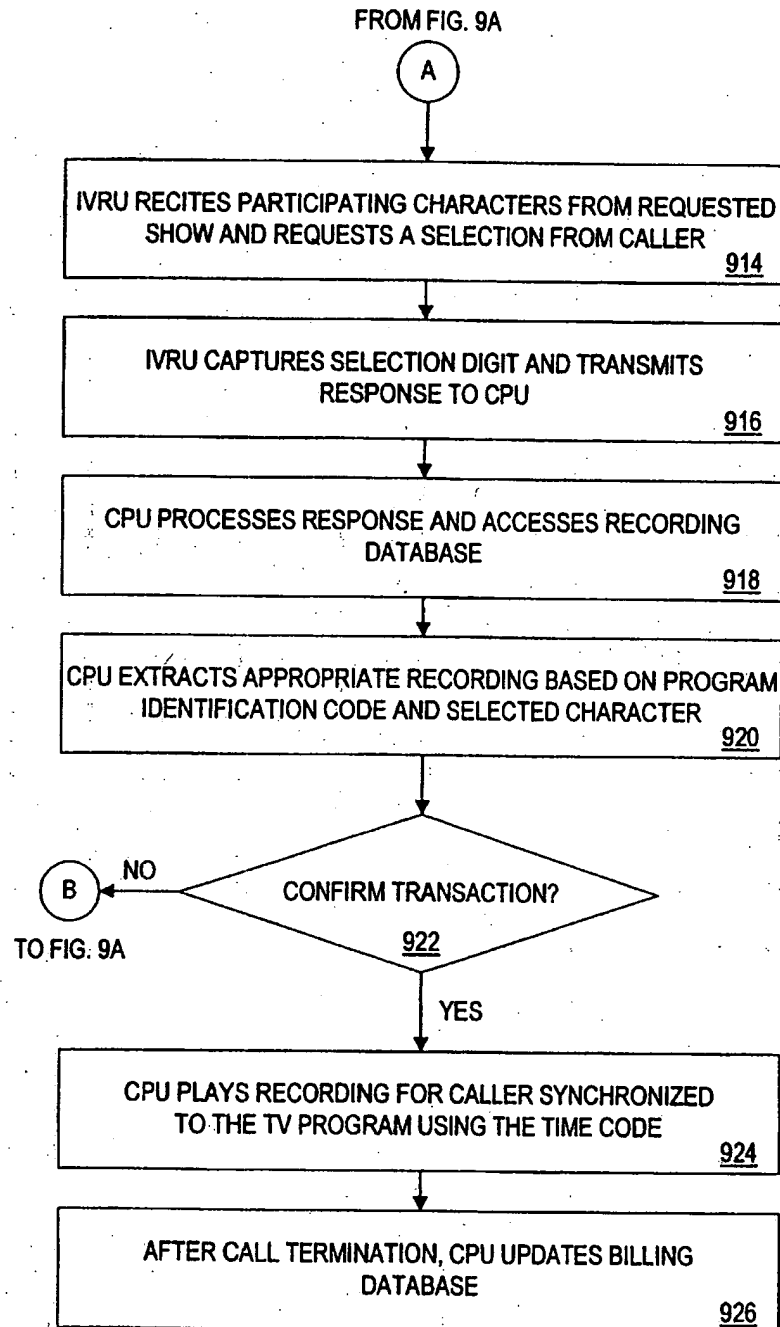 FROM FIG. 9A
A
IVRU RECITES PARTICIPATING CHARACTERS FROM REQUESTED
SHOW AND REQUESTS A SELECTION FROM CALLER
914
IVRU CAPTURES SELECTION DIGIT AND TRANSMITS
RESPONSE TO CPU
916
CPU PROCESSES RESPONSE AND ACCESSES RECORDING
DATABASE
918
CPU EXTRACTS APPROPRIATE RECORDING BASED ON PROGRAM
IDENTIFICATION CODE AND SELECTED CHARACTER
920
CONFIRM TRANSACTION?
922
NO
B
TO FIG. 9A
YES
CPU PLAYS RECORDING FOR CALLER SYNCHRONIZED
TO THE TV PROGRAM USING THE TIME CODE
924
AFTER CALL TERMINATION, CPU UPDATES BILLING
DATABASE
926